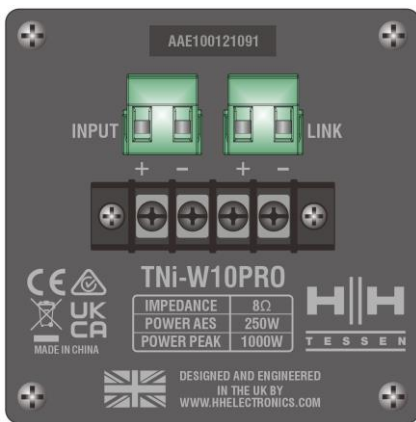 AAE100121091
INPUT
LINK
+ - + -
TNi-W10PRO
IMPEDANCE 8Ω
POWER AES 250W
POWER PEAK 1000W
CE
UK
CA
MADE IN CHINA
H||H
TESSEN
DESIGNED AND ENGINEERED
IN THE UK BY
WWW.HHELECTRONICS.COM